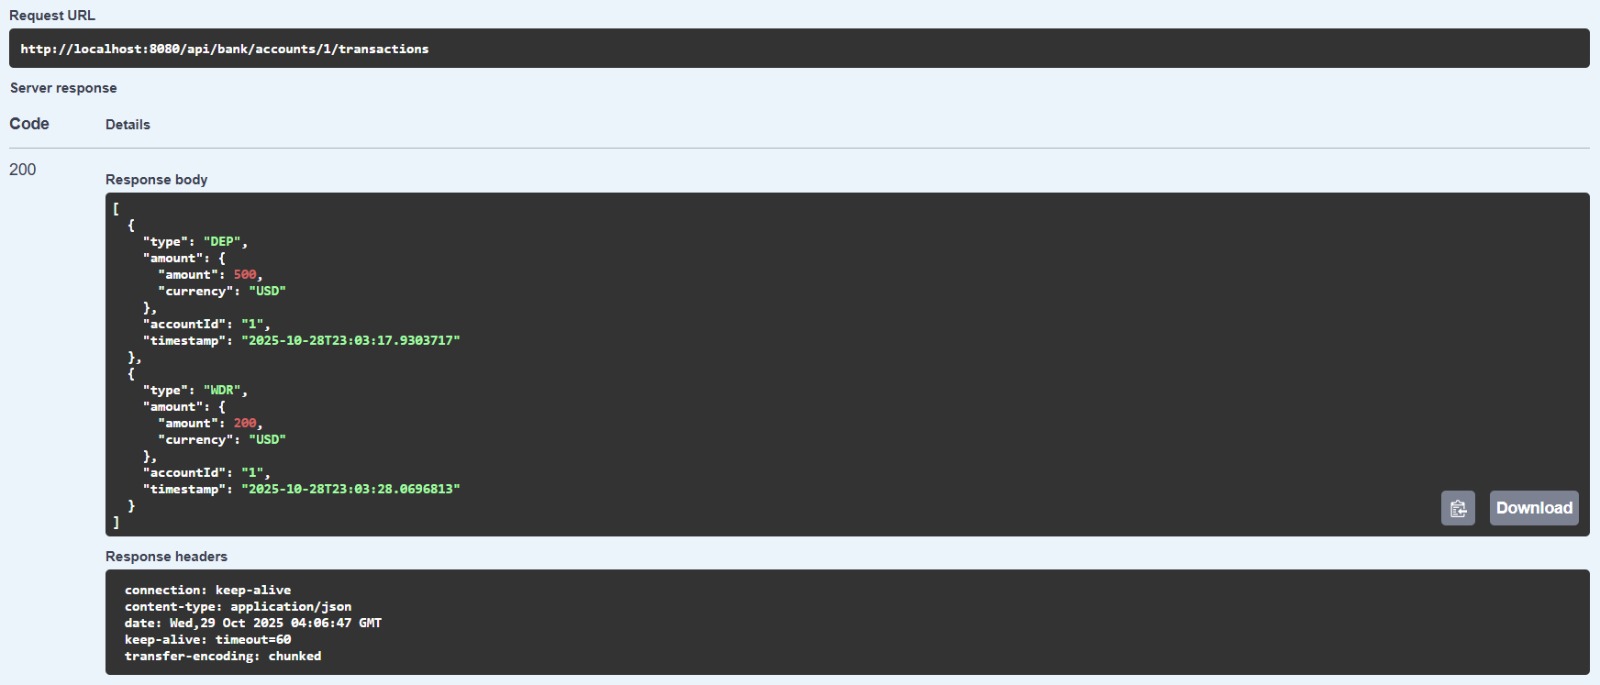 Request URL
http://localhost:8080/api/bank/accounts/1/transactions
Server response
Code Details
200
Response body
[
  {
    "type": "DEP",
    "amount": {
      "amount": 500,
      "currency": "USD"
    },
    "accountId": "1",
    "timestamp": "2025-10-28T23:03:17.9303717"
  },
  {
    "type": "WDR",
    "amount": {
      "amount": 200,
      "currency": "USD"
    },
    "accountId": "1",
    "timestamp": "2025-10-28T23:03:28.0696813"
  }
]
Download
Response headers
connection: keep-alive
content-type: application/json
date: Wed,29 Oct 2025 04:06:47 GMT
keep-alive: timeout=60
transfer-encoding: chunked